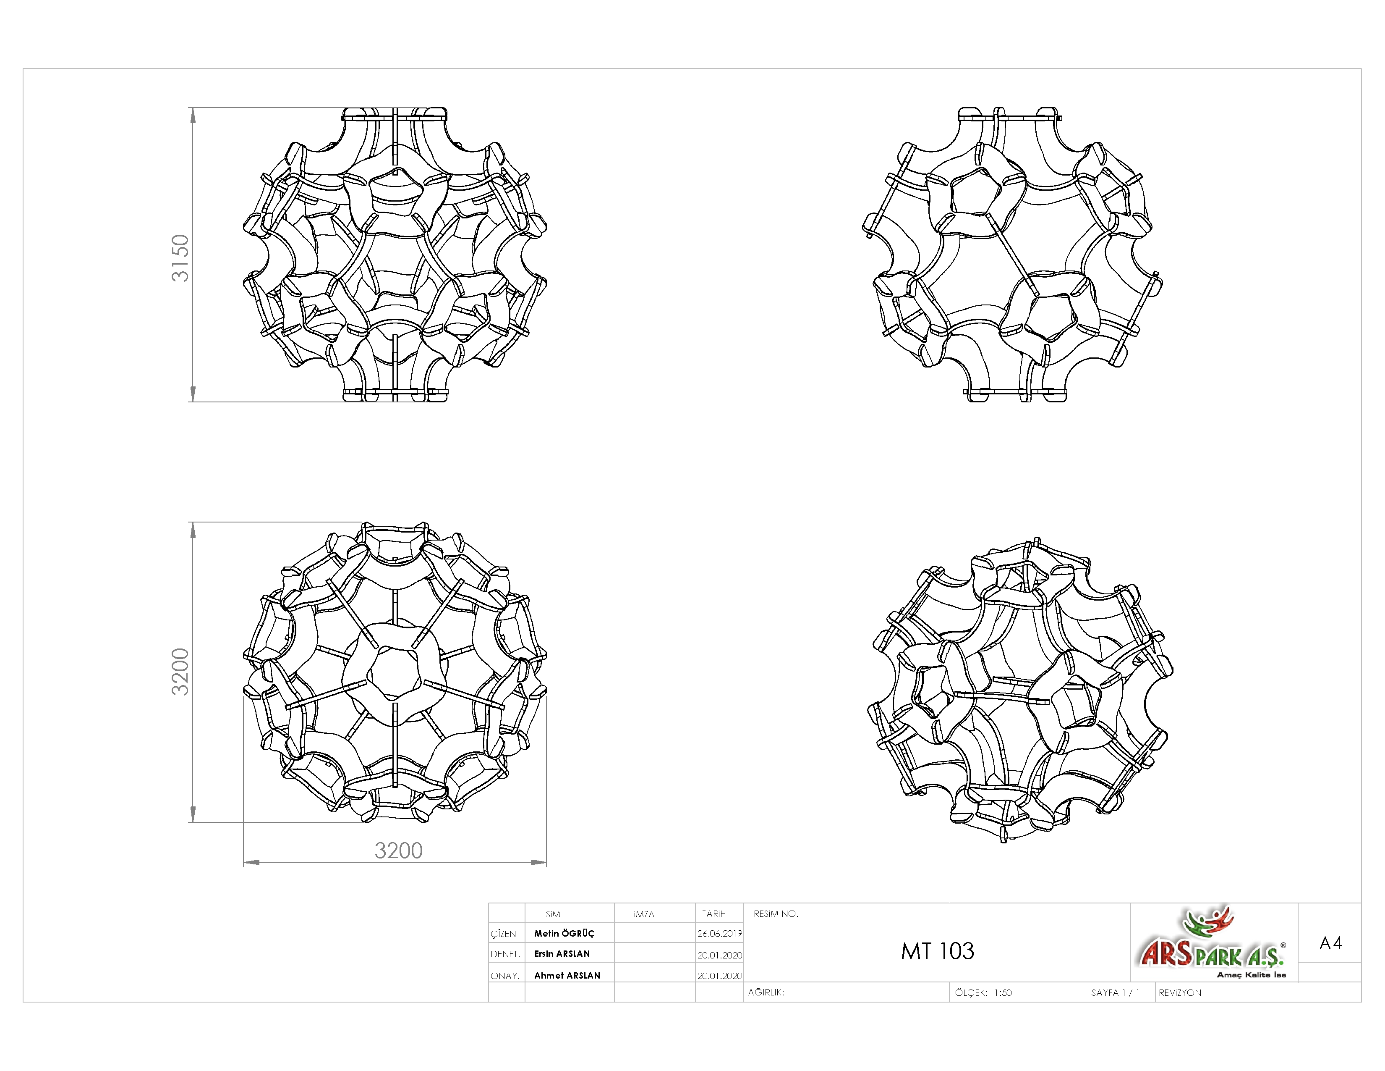 3150
3200
3200
İSİM
İMZA
TARİH
RESİM NO.
ÇİZEN
Metin ÖGRÜÇ
26.06.2019
DENET.
Ersin ARSLAN
20.01.2020
ONAY.
Ahmet ARSLAN
20.01.2020
MT 103
ARS PARK A.Ş. ®
Amaç Kalite İse
A4
AĞIRLIK:
ÖLÇEK: 1:50
SAYFA 1 / 1
REVİZYON